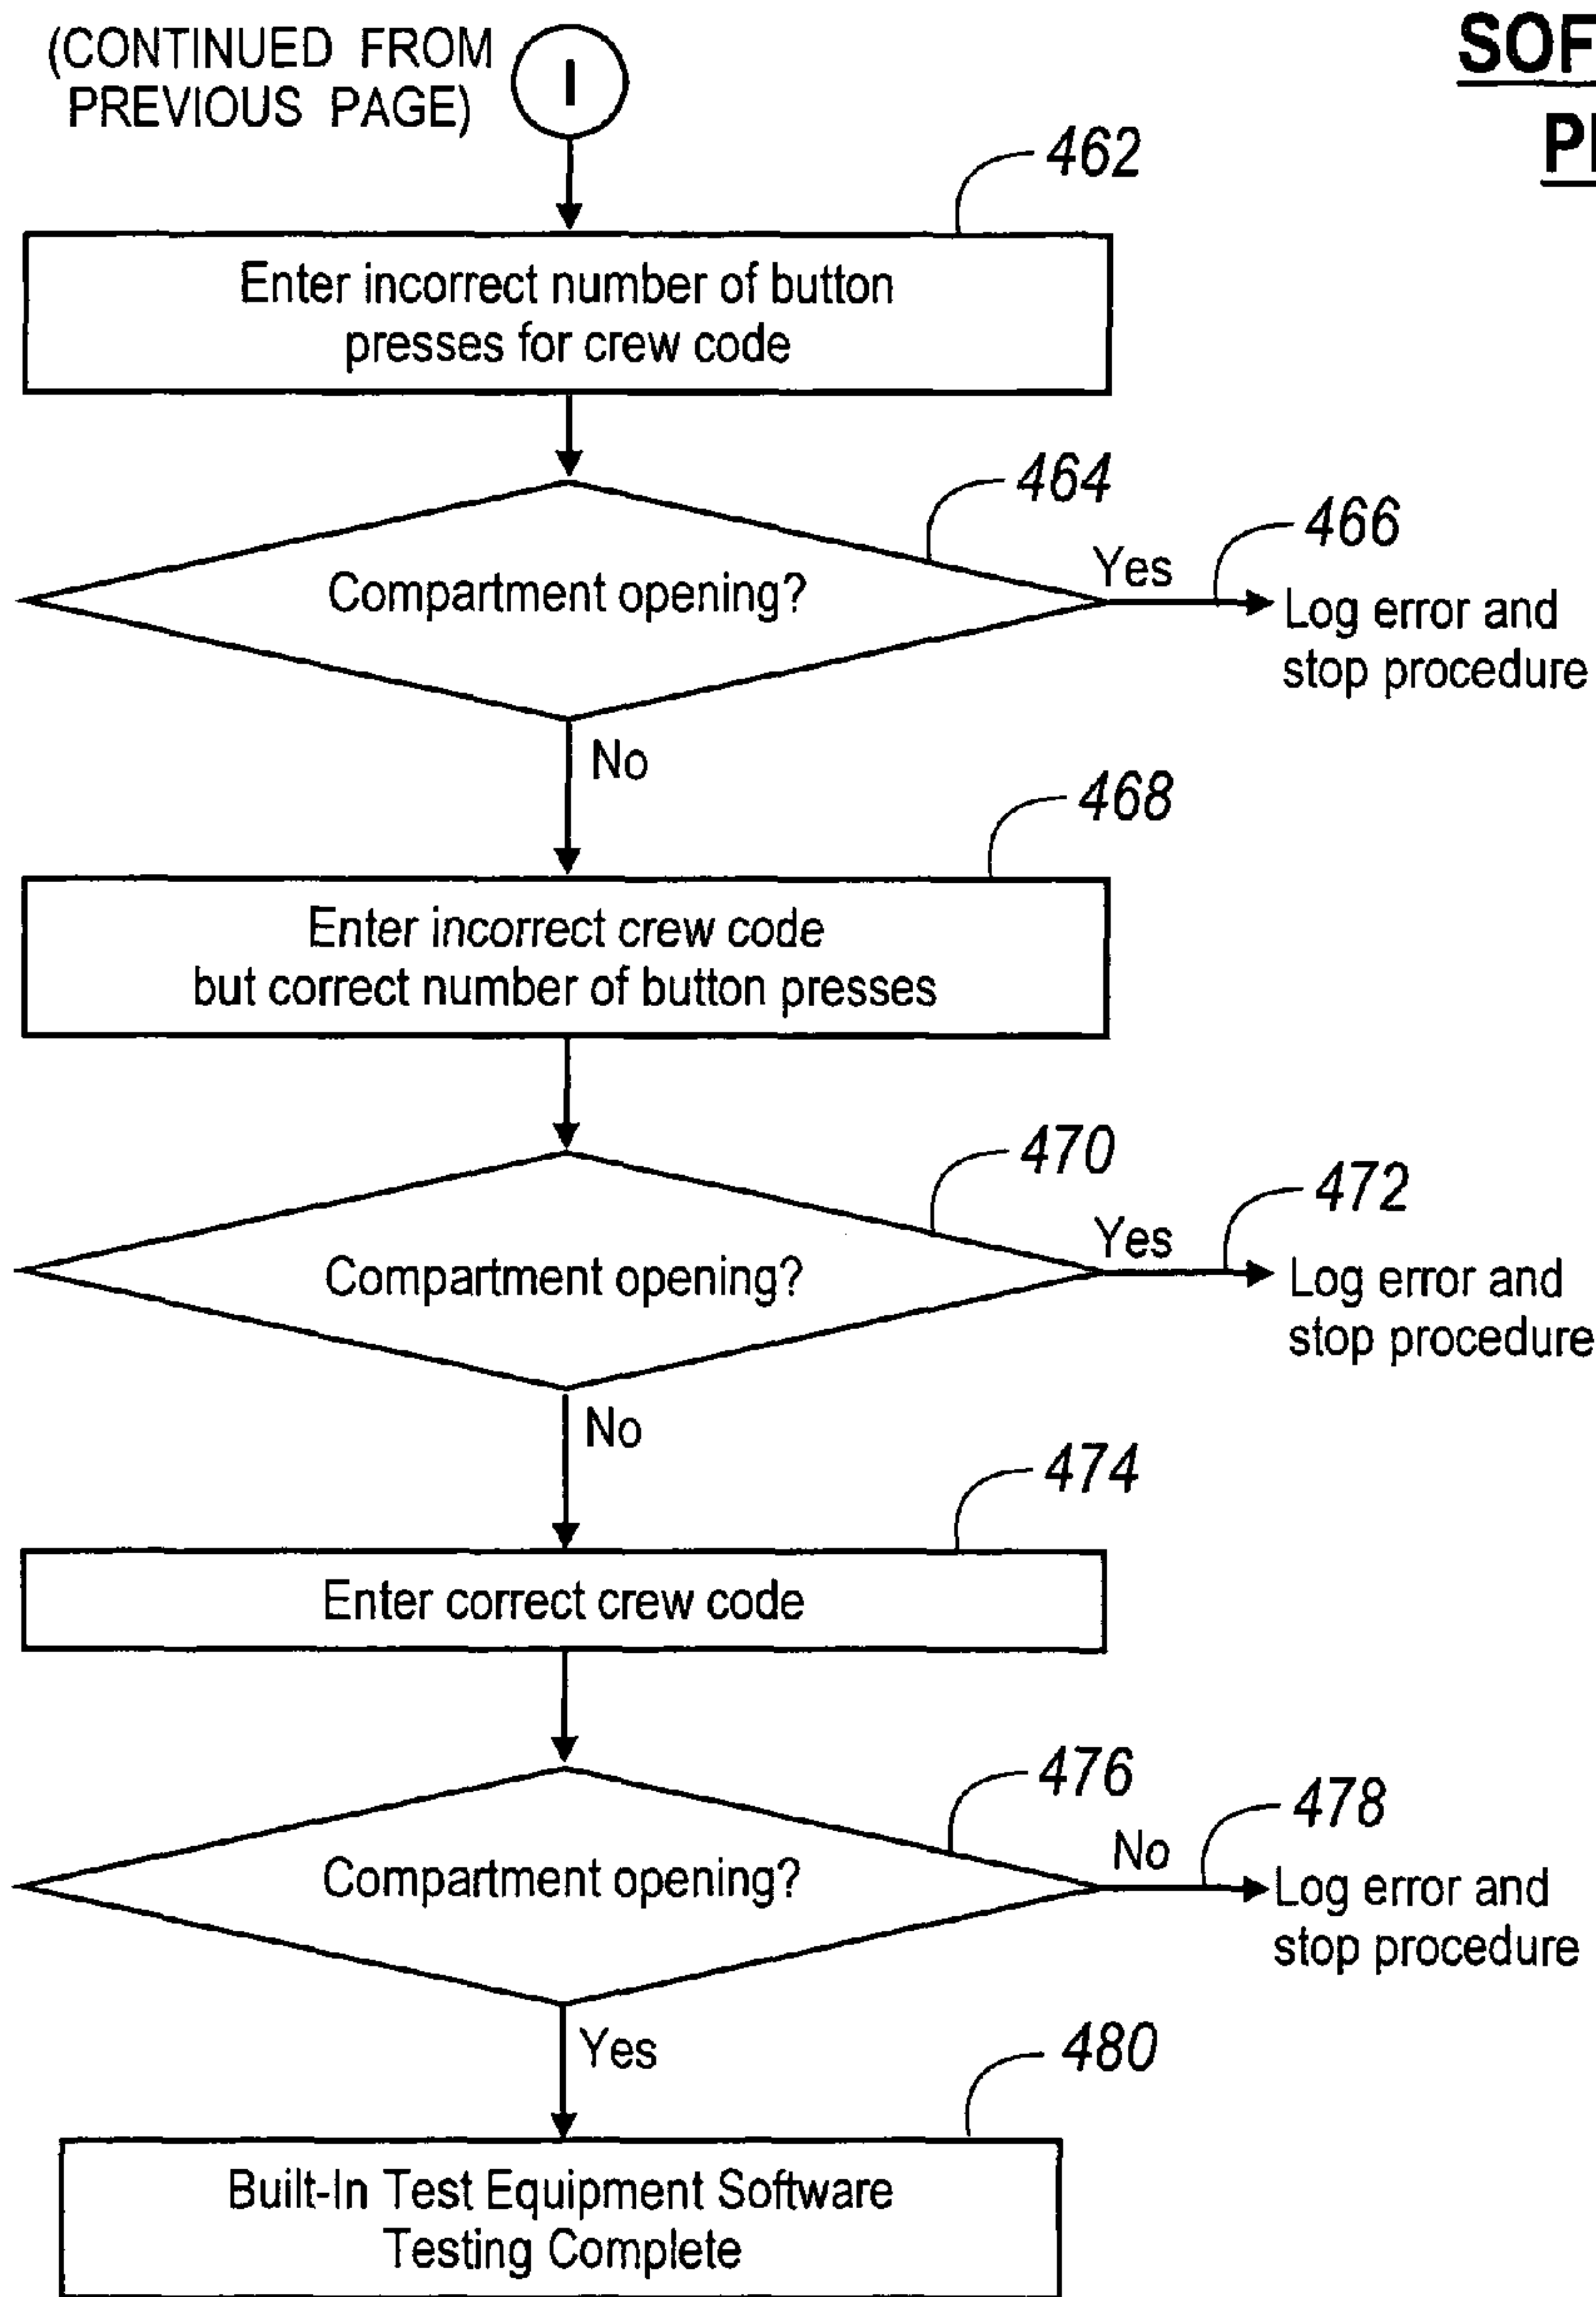 (CONTINUED FROM
PREVIOUS PAGE)
I
462
Enter incorrect number of button
presses for crew code
464
Compartment opening?
Yes
466
Log error and
stop procedure
No
468
Enter incorrect crew code
but correct number of button presses
470
Compartment opening?
Yes
472
Log error and
stop procedure
No
474
Enter correct crew code
476
Compartment opening?
No
478
Log error and
stop procedure
Yes
480
Built-In Test Equipment Software
Testing Complete